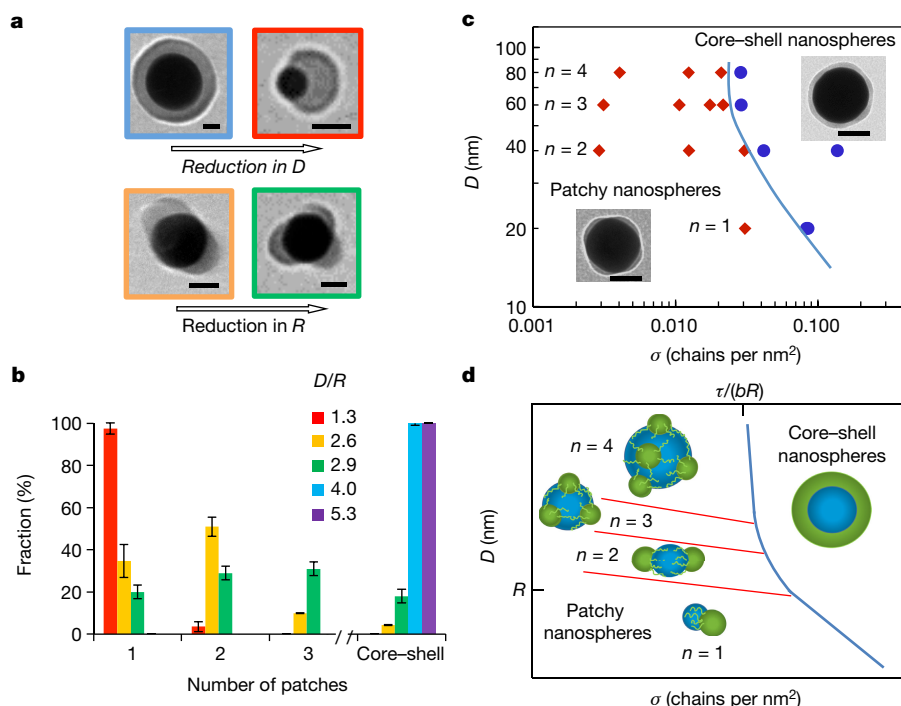 a
Reduction in D
Reduction in R
b
D/R
1.3
2.6
2.9
4.0
5.3
Fraction (%)
100
80
60
40
20
0
1
2
3
Core–shell
Number of patches
c
D (nm)
100
80
60
40
20
10
n = 4
n = 3
n = 2
n = 1
Core–shell nanospheres
Patchy nanospheres
0.001
0.010
0.100
σ (chains per nm²)
d
τ/(bR)
D (nm)
R
n = 4
n = 3
n = 2
n = 1
Core–shell
nanospheres
Patchy
nanospheres
σ (chains per nm²)